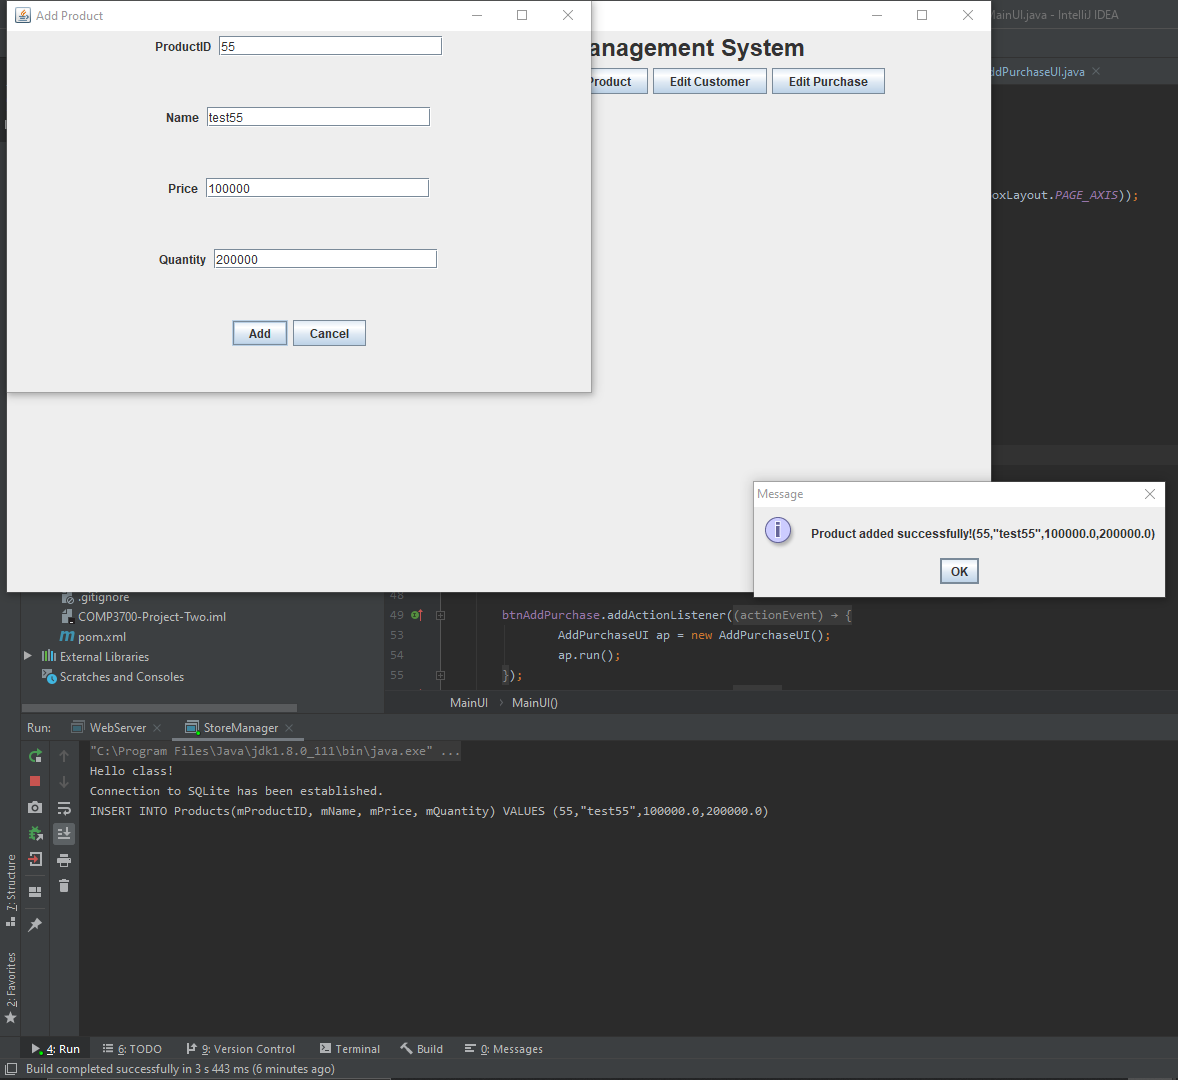 Add Product
ProductID 55
Name test55
Price 100000
Quantity 200000
Add Cancel
anagement System
Product Edit Customer Edit Purchase
MainUI.java - IntelliJ IDEA
ddPurchaseUI.java
oxLayout.PAGE_AXIS));
Message
Product added successfully!(55,"test55",100000.0,200000.0)
OK
.gitignore
COMP3700-Project-Two.iml
pom.xml
External Libraries
Scratches and Consoles
48
49 btnAddPurchase.addActionListener((actionEvent) → {
53 AddPurchaseUI ap = new AddPurchaseUI();
54 ap.run();
55 });
MainUI MainUI()
Run: WebServer StoreManager
"C:\Program Files\Java\jdk1.8.0_111\bin\java.exe" ...
Hello class!
Connection to SQLite has been established.
INSERT INTO Products(mProductID, mName, mPrice, mQuantity) VALUES (55,"test55",100000.0,200000.0)
7: Structure
2: Favorites
4: Run 6: TODO 9: Version Control Terminal Build 0: Messages
Build completed successfully in 3 s 443 ms (6 minutes ago)